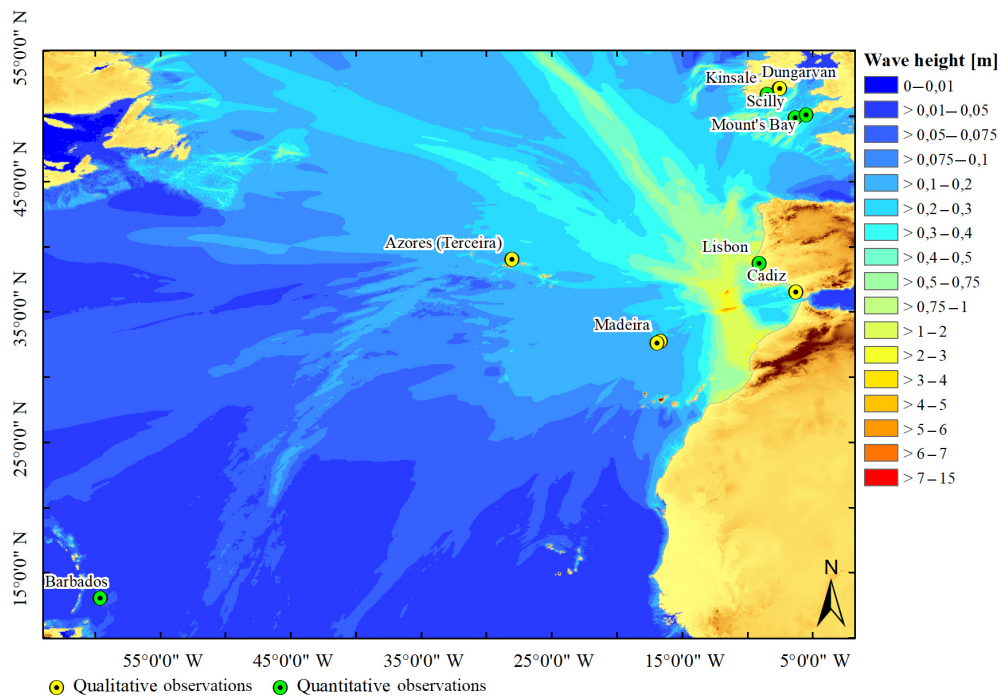 55°0'0" N
45°0'0" N
35°0'0" N
25°0'0" N
15°0'0" N
Kinsale
Dungarvan
Scilly
Mount's Bay
Azores (Terceira)
Lisbon
Cadiz
Madeira
Barbados
N
55°0'0" W
45°0'0" W
35°0'0" W
25°0'0" W
15°0'0" W
5°0'0" W
Wave height [m]
0–0,01
> 0,01–0,05
> 0,05–0,075
> 0,075–0,1
> 0,1–0,2
> 0,2–0,3
> 0,3–0,4
> 0,4–0,5
> 0,5–0,75
> 0,75–1
> 1–2
> 2–3
> 3–4
> 4–5
> 5–6
> 6–7
> 7–15
Qualitative observations
Quantitative observations